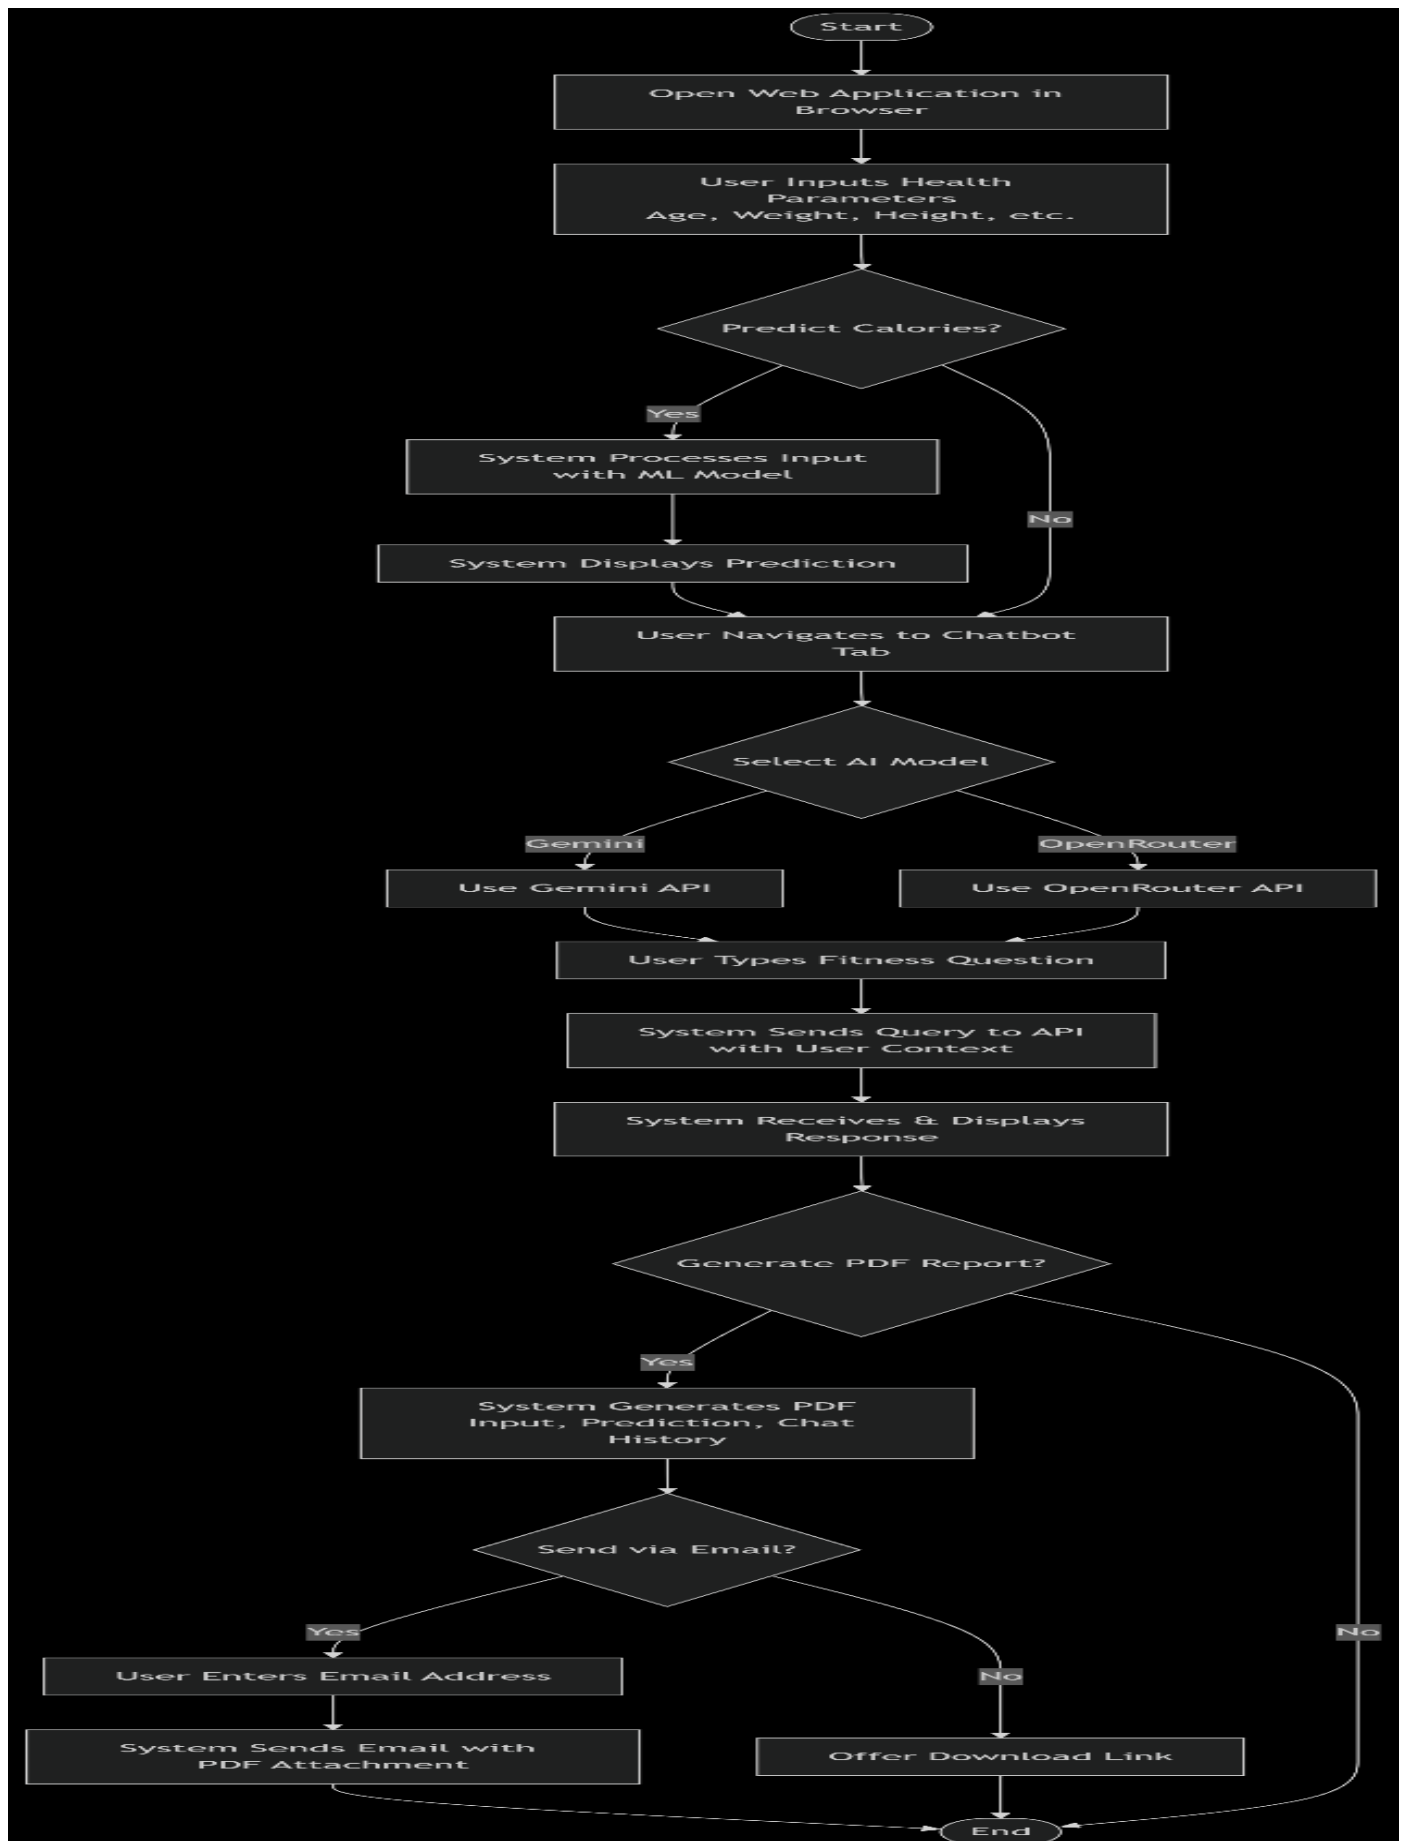 Start
Open Web Application in
Browser
User Inputs Health
Parameters
Age, Weight, Height, etc.
Predict Calories?
Yes
System Processes Input
with ML Model
No
System Displays Prediction
User Navigates to Chatbot
Tab
Select AI Model
Gemini
OpenRouter
Use Gemini API
Use OpenRouter API
User Types Fitness Question
System Sends Query to API
with User Context
System Receives & Displays
Response
Generate PDF Report?
Yes
System Generates PDF
Input, Prediction, Chat
History
Send via Email?
Yes
No
User Enters Email Address
No
System Sends Email with
PDF Attachment
Offer Download Link
End